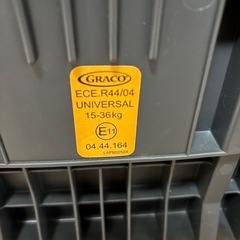 GRACO
ECE.R44/04
UNIVERSAL
15-36kg
E11
04.44.164